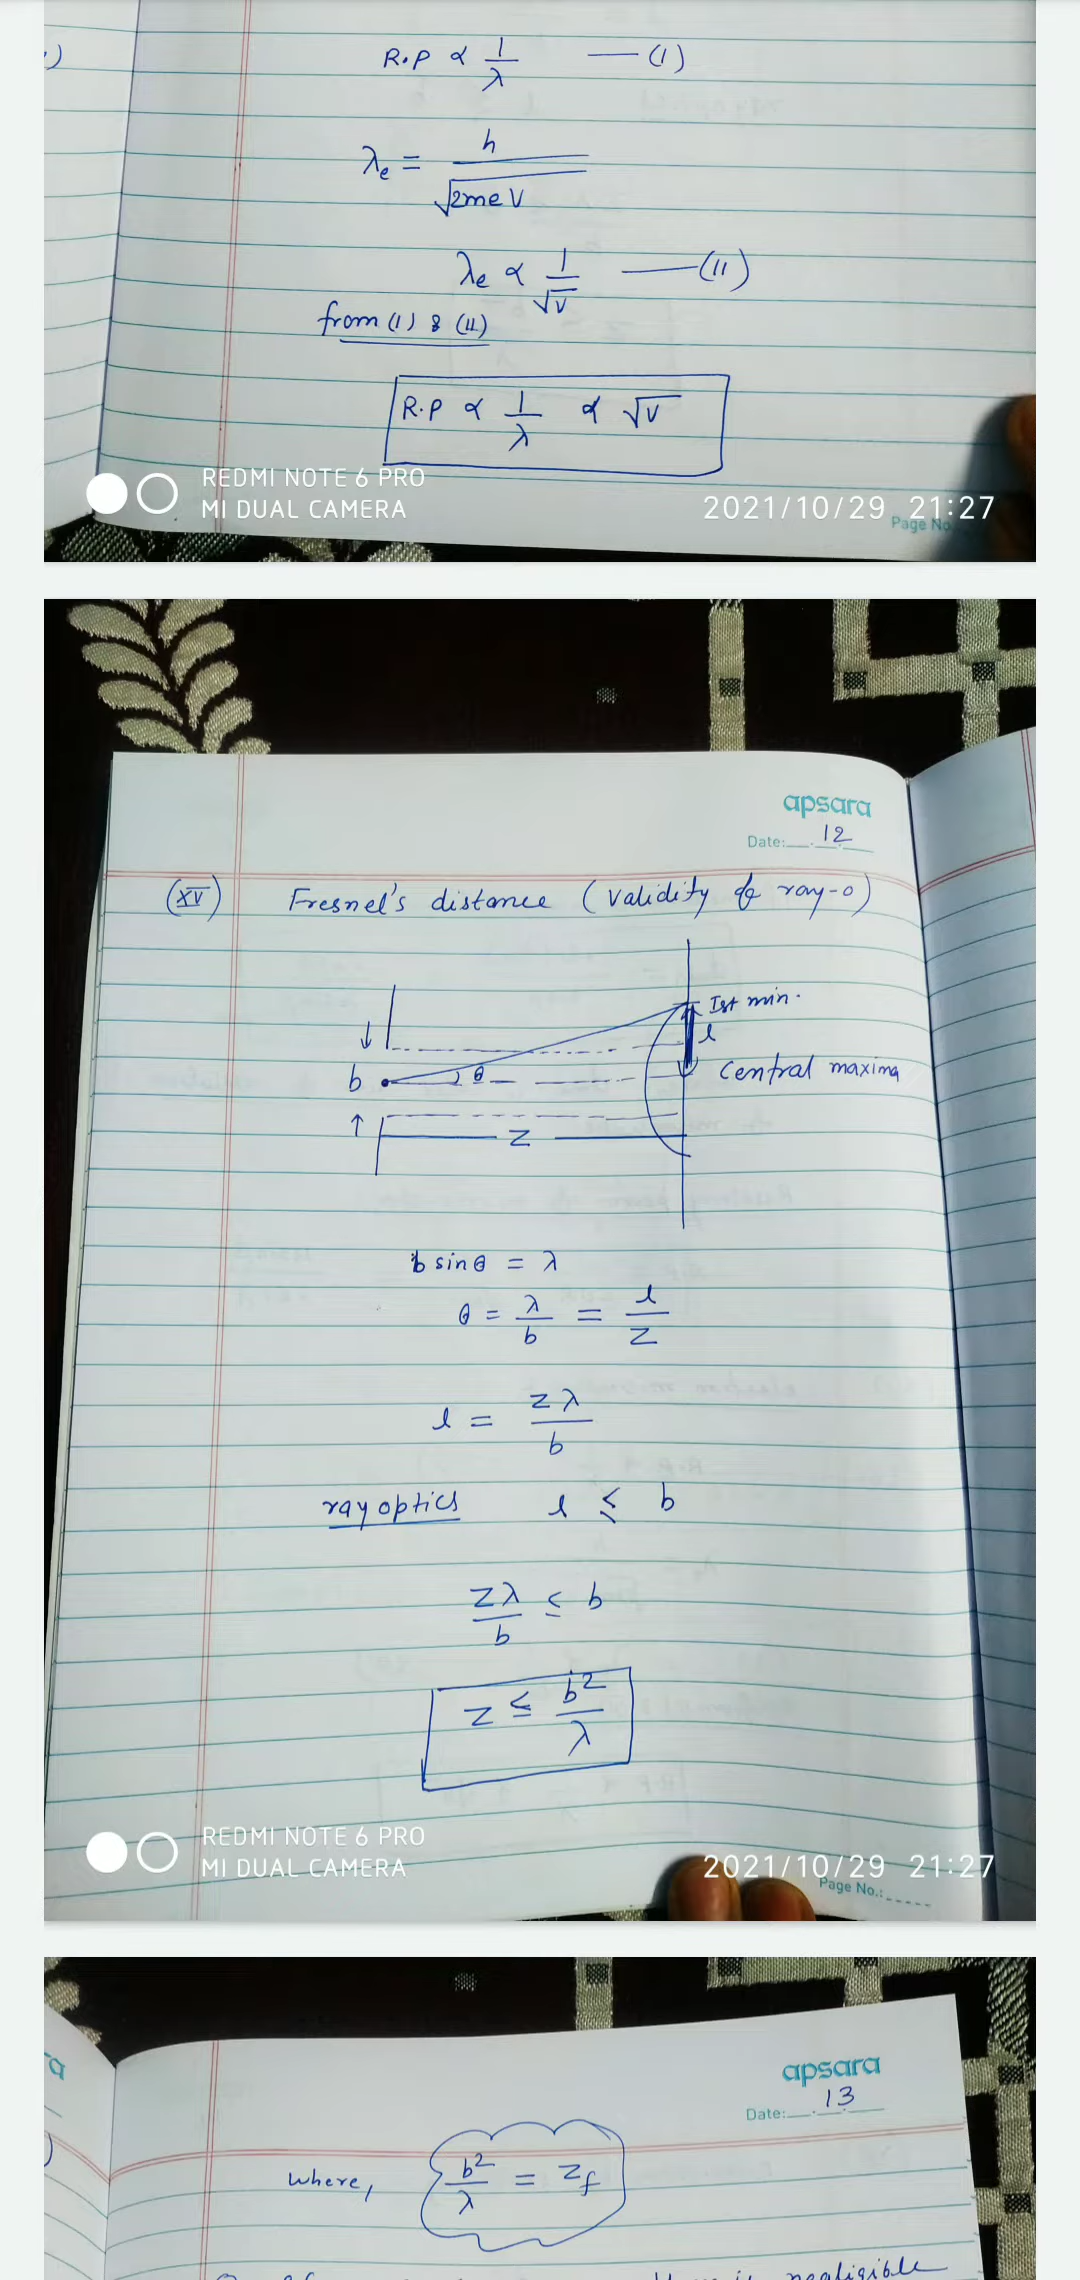 R.P ∝ 1/λ — (I)
λe = h/√2meV
λe ∝ 1/√V — (II)
from (I) & (II)
R.P ∝ 1/λ ∝ √V
REDMI NOTE 6 PRO
MI DUAL CAMERA
2021/10/29 21:27
Page No
apsara
Date: 12
(XV) Fresnel's distance (validity of ray-o)
Ist min.
l
b θ
Central maxima
Z
b sinθ = λ
θ = λ/b = l/Z
l = Zλ/b
ray optics l ≤ b
Zλ/b ≤ b
Z ≤ b²/λ
REDMI NOTE 6 PRO
MI DUAL CAMERA
2021/10/29 21:27
Page No.:
apsara
Date: 13
where, b²/λ = Zf
negligible